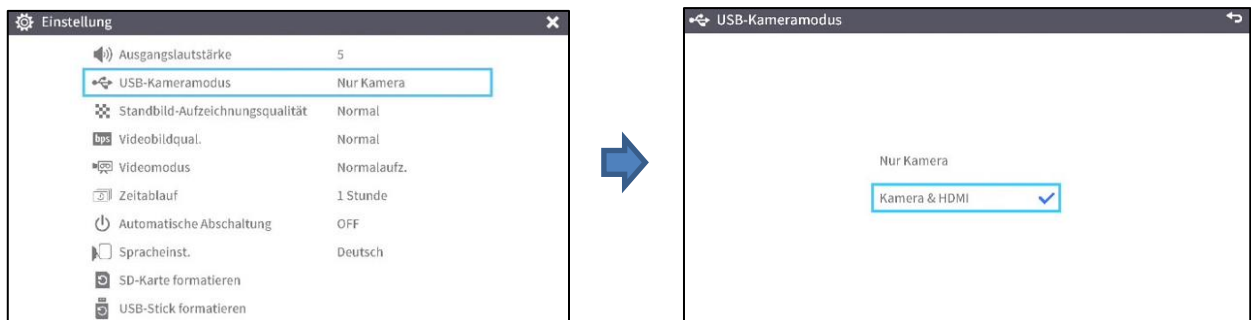 Einstellung
Ausgangslautstärke 5
USB-Kameramodus Nur Kamera
Standbild-Aufzeichnungsqualität Normal
bps Videobildqual. Normal
Videomodus Normalaufz.
Zeitablauf 1 Stunde
Automatische Abschaltung OFF
Spracheinst. Deutsch
SD-Karte formatieren
USB-Stick formatieren
USB-Kameramodus
Nur Kamera
Kamera & HDMI